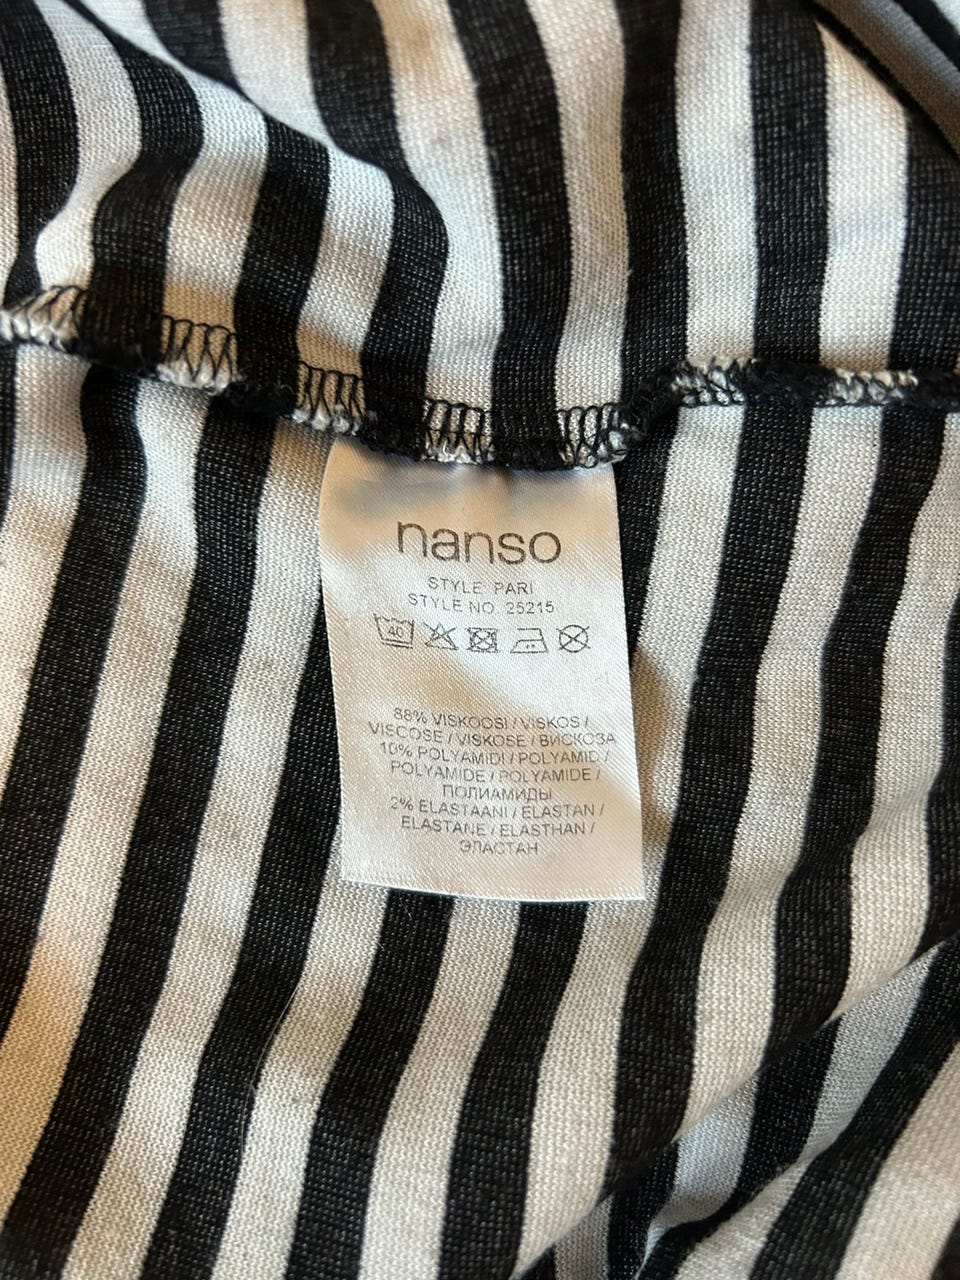 nanso
STYLE PARI
STYLE NO. 25215
40
88% VISKOOSI / VISKOS /
VISCOSE / VISKOSE / ВИСКОЗА
10% POLYAMIDI / POLYAMID /
POLYAMIDE / POLYAMIDE /
ПОЛИАМИДЫ
2% ELASTAANI / ELASTAN /
ELASTANE / ELASTHAN /
ЭЛАСТАН